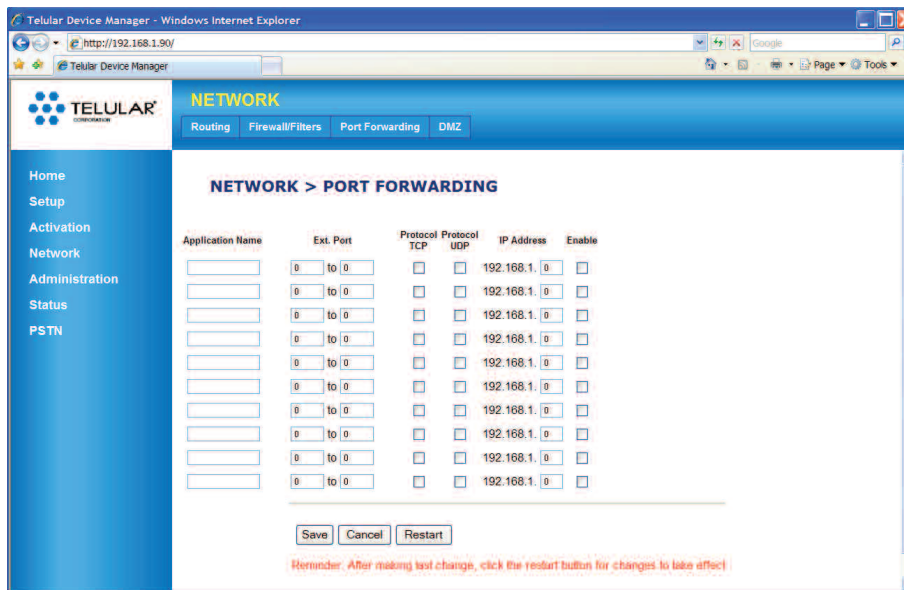 Telular Device Manager - Windows Internet Explorer
http://192.168.1.90/
Google
Telular Device Manager
Page
Tools
TELULAR
CORPORATION
NETWORK
Routing Firewall/Filters Port Forwarding DMZ
Home
Setup
Activation
Network
Administration
Status
PSTN
NETWORK > PORT FORWARDING
Application Name Ext. Port Protocol TCP Protocol UDP IP Address Enable
0 to 0 192.168.1. 0
0 to 0 192.168.1. 0
0 to 0 192.168.1. 0
0 to 0 192.168.1. 0
0 to 0 192.168.1. 0
0 to 0 192.168.1. 0
0 to 0 192.168.1. 0
0 to 0 192.168.1. 0
0 to 0 192.168.1. 0
0 to 0 192.168.1. 0
Save Cancel Restart
Reminder: After making last change, click the restart button for changes to take effect